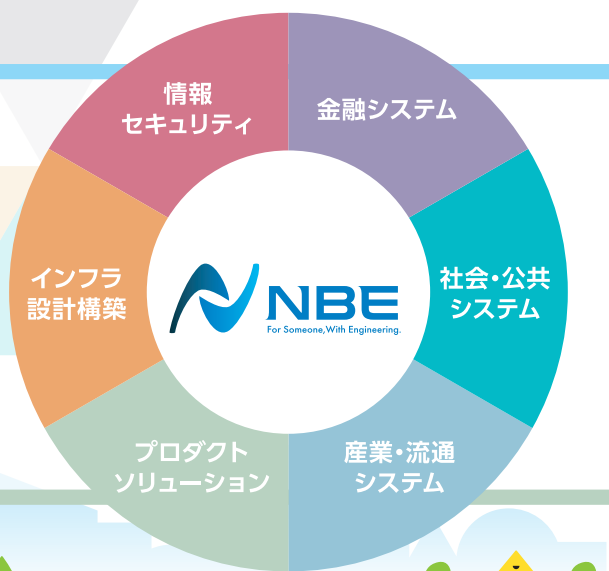 情報
セキュリティ
金融システム
インフラ
設計構築
NBE
For Someone,With Engineering.
社会・公共
システム
プロダクト
ソリューション
産業・流通
システム